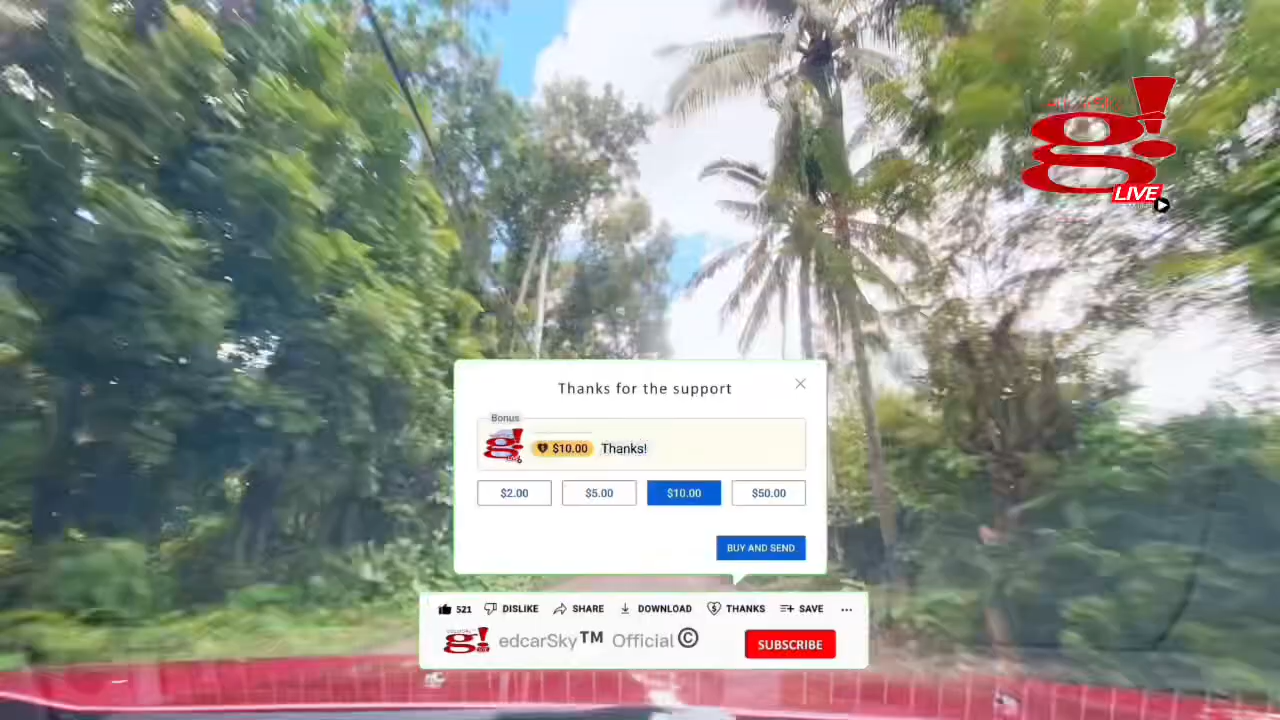 edcarSky
g!
LIVE
Thanks for the support
Bonus
$10.00 Thanks!
$2.00 $5.00 $10.00 $50.00
BUY AND SEND
521 DISLIKE SHARE DOWNLOAD THANKS SAVE
g! edcarSky™ Official©
SUBSCRIBE